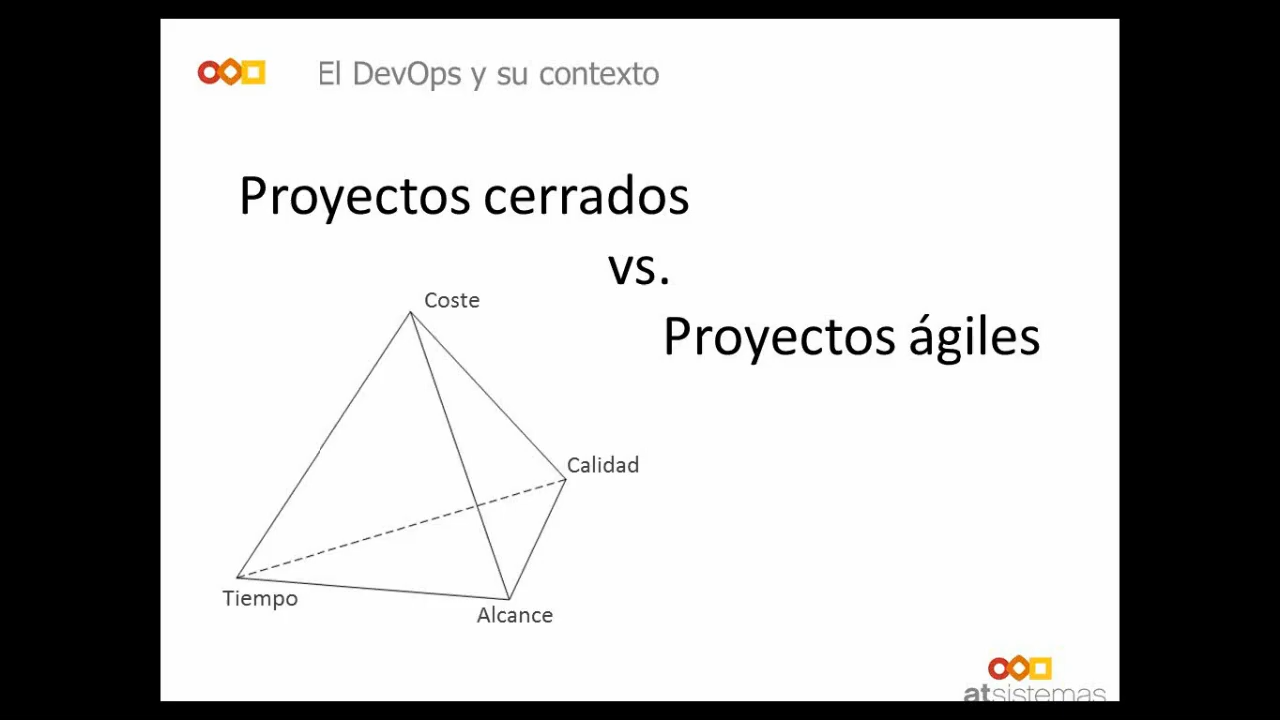 El DevOps y su contexto
Proyectos cerrados
vs.
Proyectos ágiles
Coste
Calidad
Tiempo
Alcance
atsistemas